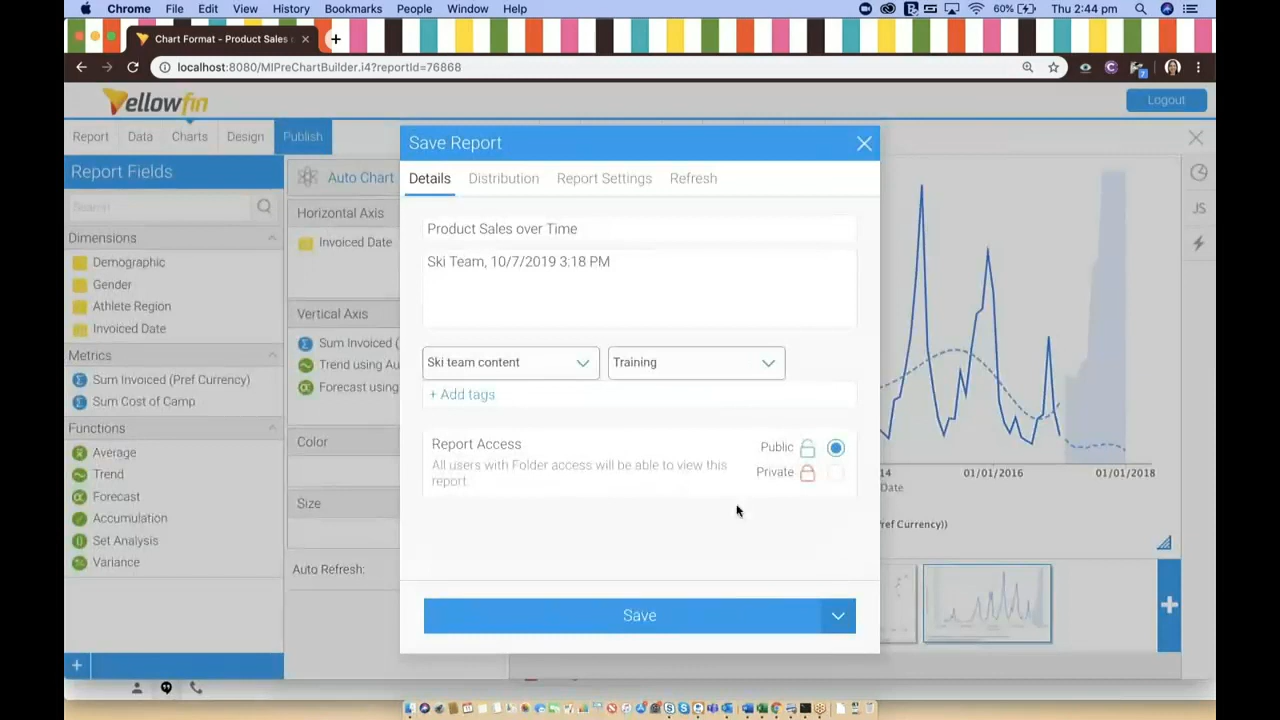 Chrome File Edit View History Bookmarks People Window Help 60% Thu 2:44 pm
Chart Format - Product Sales
localhost:8080/MIPreChartBuilder.i4?reportId=76868
Yellowfin
Logout
Report Data Charts Design Publish
Report Fields
Search
Dimensions
Demographic
Gender
Athlete Region
Invoiced Date
Metrics
Sum Invoiced (Pref Currency)
Sum Cost of Camp
Functions
Average
Trend
Forecast
Accumulation
Set Analysis
Variance
Auto Chart
Horizontal Axis
Invoiced Date
Vertical Axis
Sum Invoiced (
Trend using Au
Forecast using
Color
Size
Auto Refresh:
Save Report
Details Distribution Report Settings Refresh
Product Sales over Time
Ski Team, 10/7/2019 3:18 PM
Ski team content Training
+ Add tags
Report Access
All users with Folder access will be able to view this
report.
Public
Private
Save
JS
14 01/01/2016 01/01/2018
Date
ref Currency))